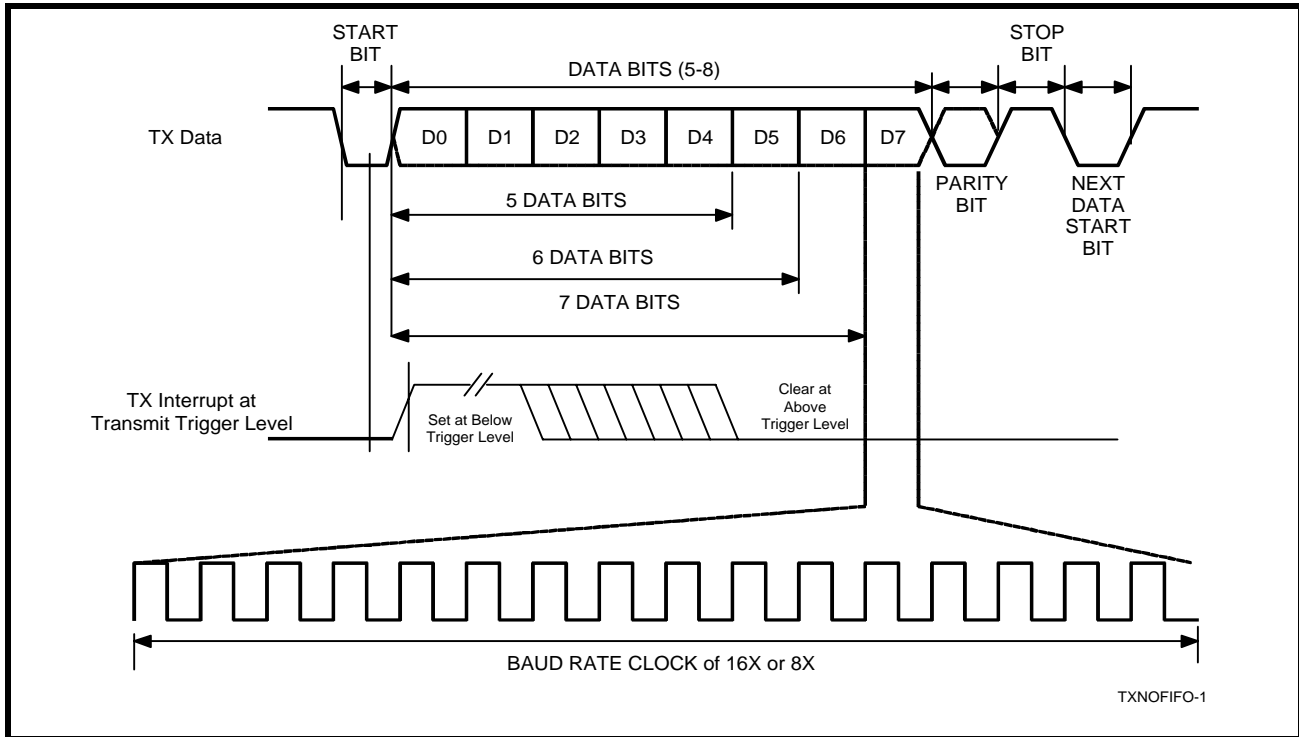 START
BIT
STOP
BIT
DATA BITS (5-8)
TX Data
D0
D1
D2
D3
D4
D5
D6
D7
PARITY
BIT
NEXT
DATA
START
BIT
5 DATA BITS
6 DATA BITS
7 DATA BITS
TX Interrupt at
Transmit Trigger Level
Set at Below
Trigger Level
Clear at
Above
Trigger Level
BAUD RATE CLOCK of 16X or 8X
TXNOFIFO-1